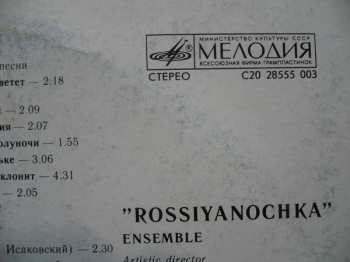 МИНИСТЕРСТВО КУЛЬТУРЫ СССР
МЕЛОДИЯ
ВСЕСОЮЗНАЯ ФИРМА ГРАМПЛАСТИНОК
СТЕРЕО С20 28555 003
песни
ветет — 2:18
— 2.09
ия — 2.07
олуночи — 1.55
ьке — 3.06
клонит — 4.31
— 2.05
Исаковский) — 2.30
"ROSSIYANOCHKA"
ENSEMBLE
Artistic director